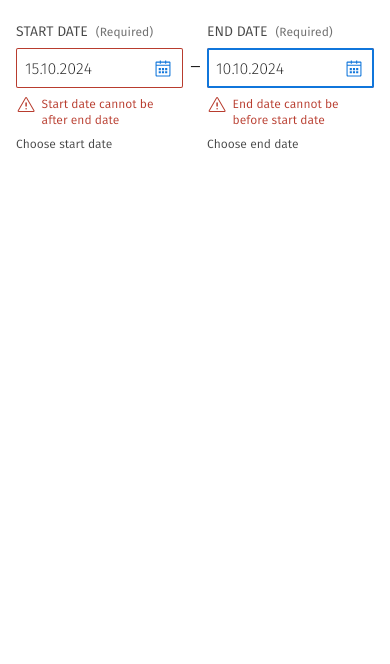 START DATE (Required)
END DATE (Required)
15.10.2024
–
10.10.2024
Start date cannot be
after end date
End date cannot be
before start date
Choose start date
Choose end date